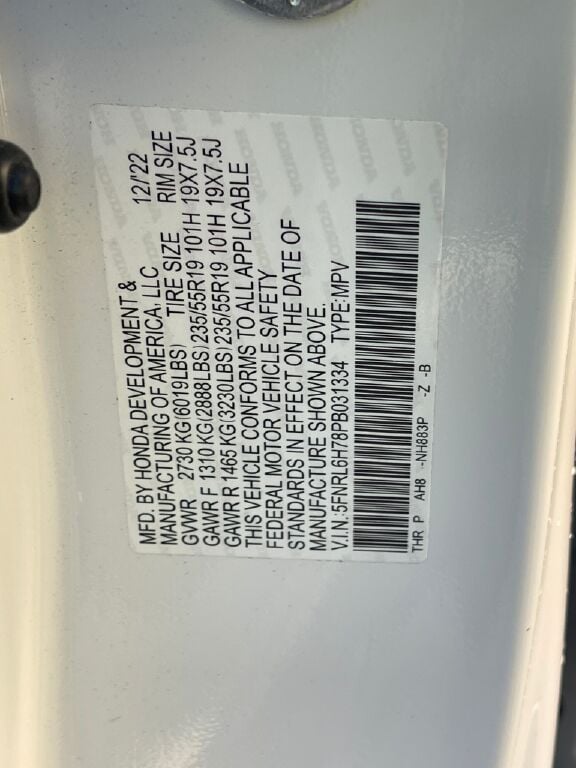 MFD. BY HONDA DEVELOPMENT & 12/'22
MANUFACTURING OF AMERICA, LLC
GVWR 2730 KG(6019LBS) TIRE SIZE RIM SIZE
GAWR F 1310 KG(2888LBS) 235/55R19 101H 19X7.5J
GAWR R 1465 KG(3230LBS) 235/55R19 101H 19X7.5J
THIS VEHICLE CONFORMS TO ALL APPLICABLE
FEDERAL MOTOR VEHICLE SAFETY
STANDARDS IN EFFECT ON THE DATE OF
MANUFACTURE SHOWN ABOVE.
V.I.N.:5FNRL6H78PB031334 TYPE: MPV
THR P AH8 -NH883P -Z -B